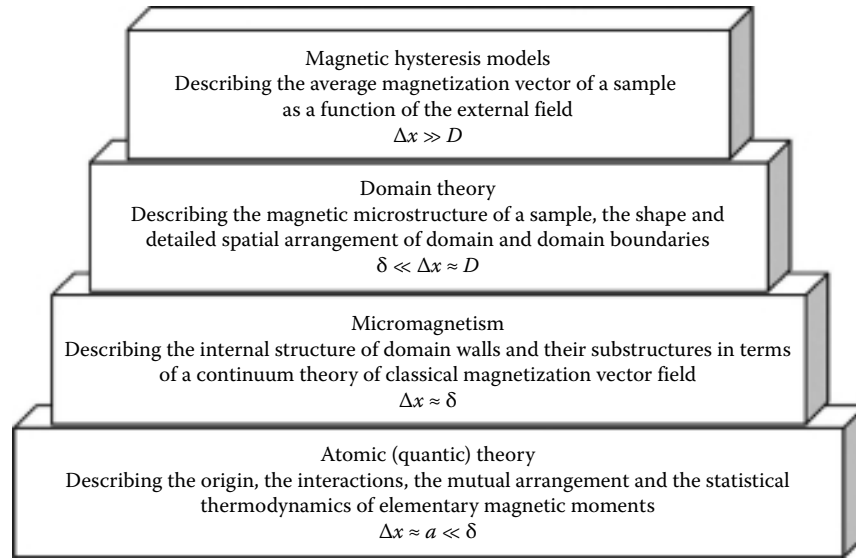 Magnetic hysteresis models
Describing the average magnetization vector of a sample
as a function of the external field
Δx ≫ D
Domain theory
Describing the magnetic microstructure of a sample, the shape and
detailed spatial arrangement of domain and domain boundaries
δ ≪ Δx ≈ D
Micromagnetism
Describing the internal structure of domain walls and their substructures in terms
of a continuum theory of classical magnetization vector field
Δx ≈ δ
Atomic (quantic) theory
Describing the origin, the interactions, the mutual arrangement and the statistical
thermodynamics of elementary magnetic moments
Δx ≈ a ≪ δ